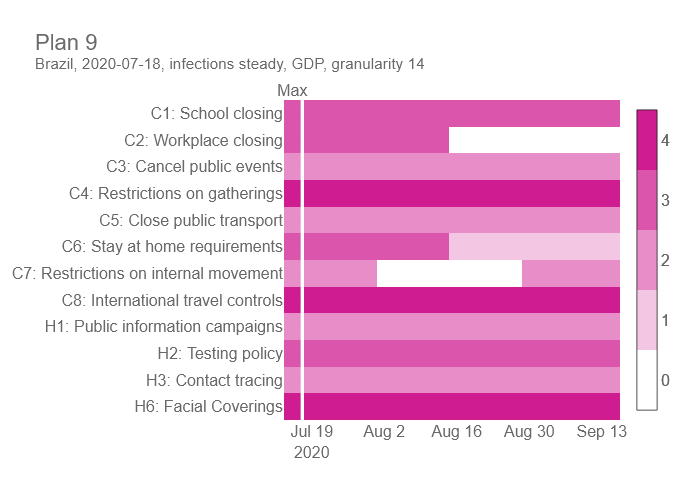 Plan 9
Brazil, 2020-07-18, infections steady, GDP, granularity 14
Max
C1: School closing
C2: Workplace closing
C3: Cancel public events
C4: Restrictions on gatherings
C5: Close public transport
C6: Stay at home requirements
C7: Restrictions on internal movement
C8: International travel controls
H1: Public information campaigns
H2: Testing policy
H3: Contact tracing
H6: Facial Coverings
4
3
2
1
0
Jul 19 Aug 2 Aug 16 Aug 30 Sep 13
2020